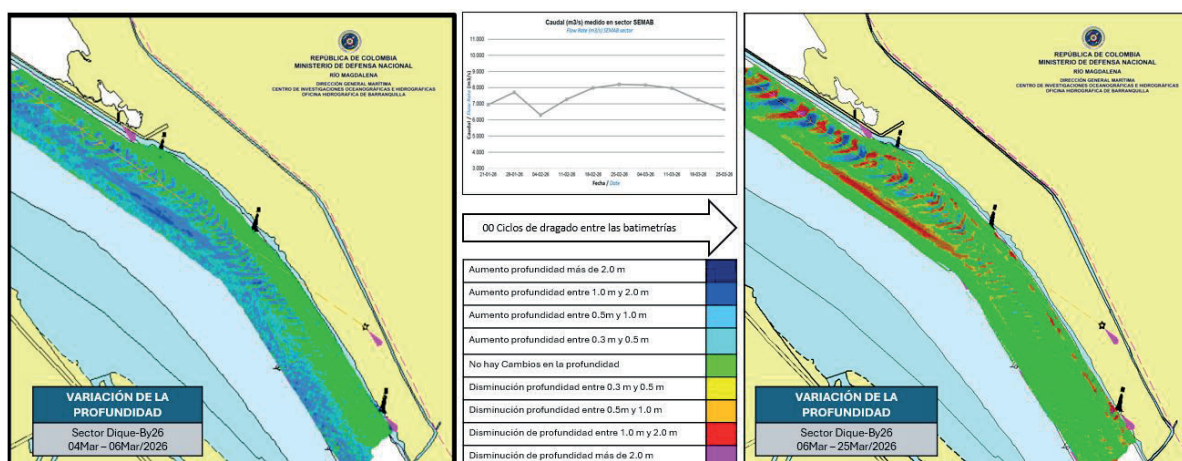 REPÚBLICA DE COLOMBIA
MINISTERIO DE DEFENSA NACIONAL
RÍO MAGDALENA
DIRECCIÓN GENERAL MARÍTIMA
CENTRO DE INVESTIGACIONES OCEANOGRÁFICAS E HIDROGRÁFICAS
OFICINA HIDROGRÁFICA DE BARRANQUILLA
VARIACIÓN DE LA
PROFUNDIDAD
Sector Dique-By26
04Mar – 06Mar/2026
Caudal (m3/s) medido en sector SEMAB
Flow Rate (m3/s) SEMAB sector
Caudal / Flow Rate (m3/s)
11.000
10.000
9.000
8.000
7.000
6.000
5.000
4.000
3.000
21-01-26
28-01-26
04-02-26
11-02-26
18-02-26
25-02-26
04-03-26
11-03-26
18-03-26
25-03-26
Fecha / Date
00 Ciclos de dragado entre las batimetrías
Aumento profundidad más de 2.0 m
Aumento profundidad entre 1.0 m y 2.0 m
Aumento profundidad entre 0.5m y 1.0 m
Aumento profundidad entre 0.3 m y 0.5 m
No hay Cambios en la profundidad
Disminución profundidad entre 0.3 m y 0.5 m
Disminución profundidad entre 0.5m y 1.0 m
Disminución de profundidad entre 1.0 m y 2.0 m
Disminución de profundidad más de 2.0 m
REPÚBLICA DE COLOMBIA
MINISTERIO DE DEFENSA NACIONAL
RÍO MAGDALENA
DIRECCIÓN GENERAL MARÍTIMA
CENTRO DE INVESTIGACIONES OCEANOGRÁFICAS E HIDROGRÁFICAS
OFICINA HIDROGRÁFICA DE BARRANQUILLA
VARIACIÓN DE LA
PROFUNDIDAD
Sector Dique-By26
06Mar – 25Mar/2026